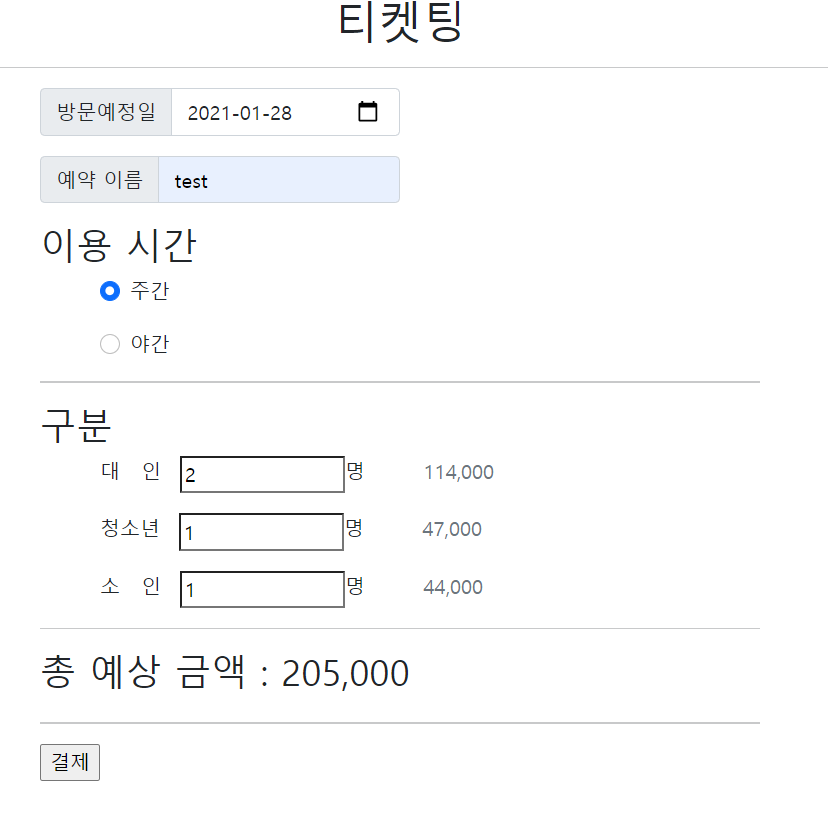 티켓팅
방문예정일 2021-01-28
예약 이름 test
이용 시간
주간
야간
구분
대 인 2 명 114,000
청소년 1 명 47,000
소 인 1 명 44,000
총 예상 금액 : 205,000
결제